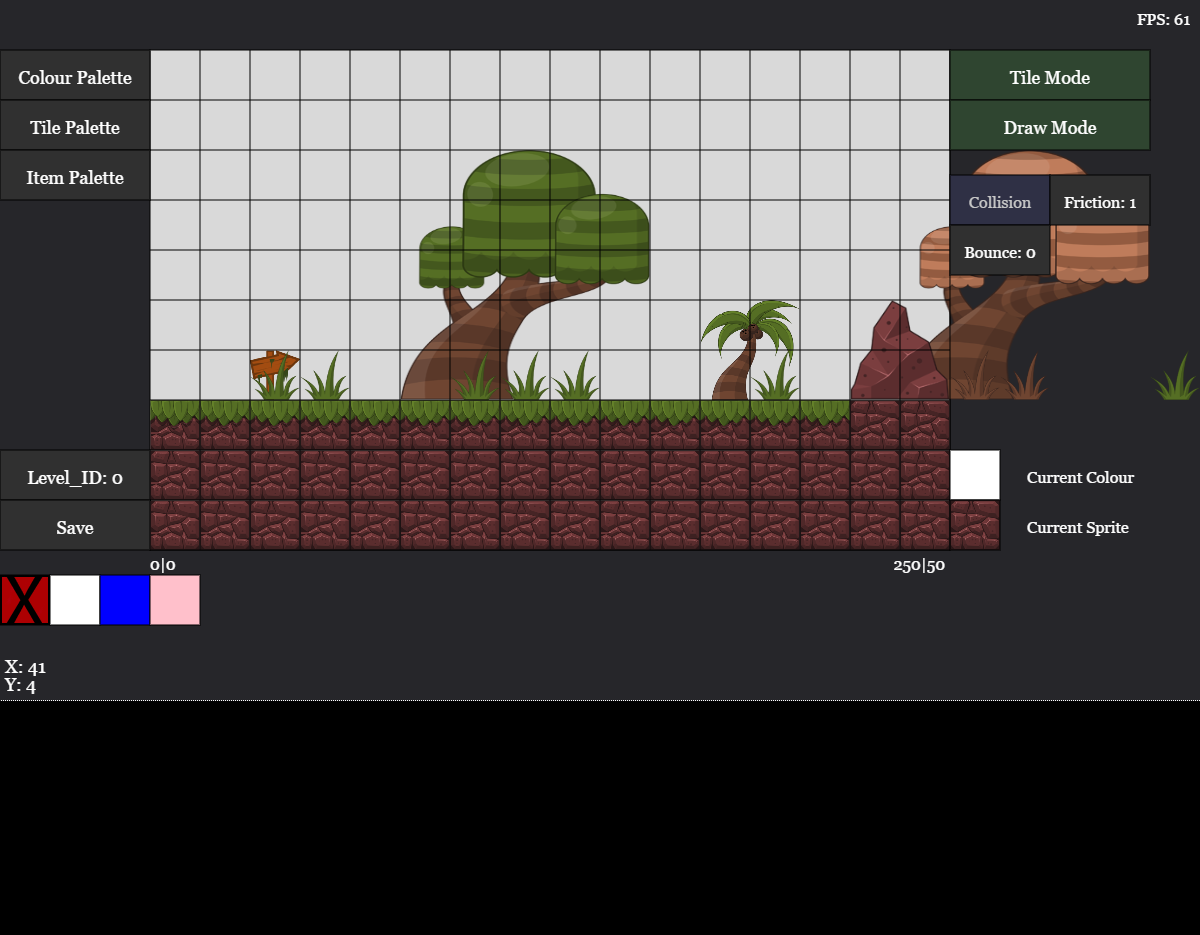 FPS: 61
Colour Palette
Tile Mode
Tile Palette
Draw Mode
Item Palette
Collision
Friction: 1
Bounce: 0
Level_ID: 0
Current Colour
Save
Current Sprite
0|0
250|50
X
X: 41
Y: 4